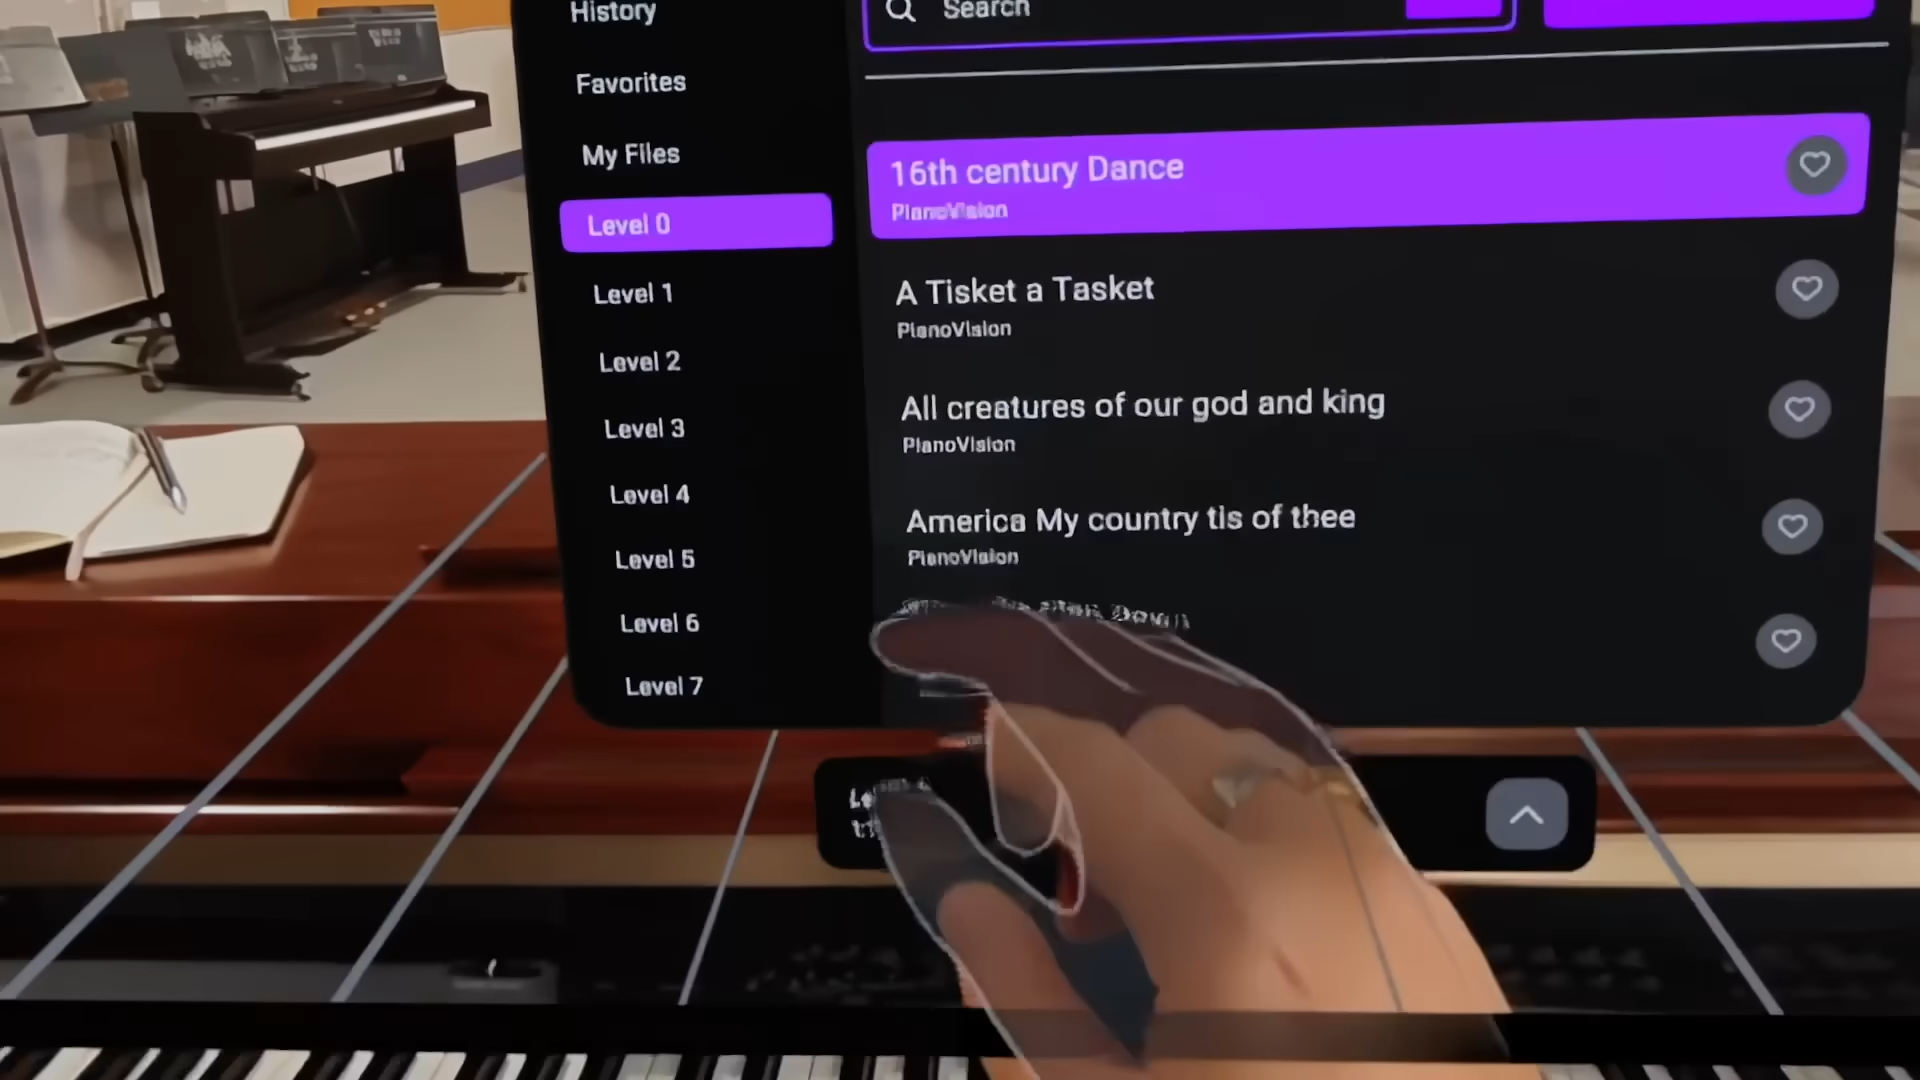 History
Favorites
My Files
Level 0
Level 1
Level 2
Level 3
Level 4
Level 5
Level 6
Level 7
Search
16th century Dance
PianoVision
A Tisket a Tasket
PianoVision
All creatures of our god and king
PianoVision
America My country tis of thee
PianoVision
Down